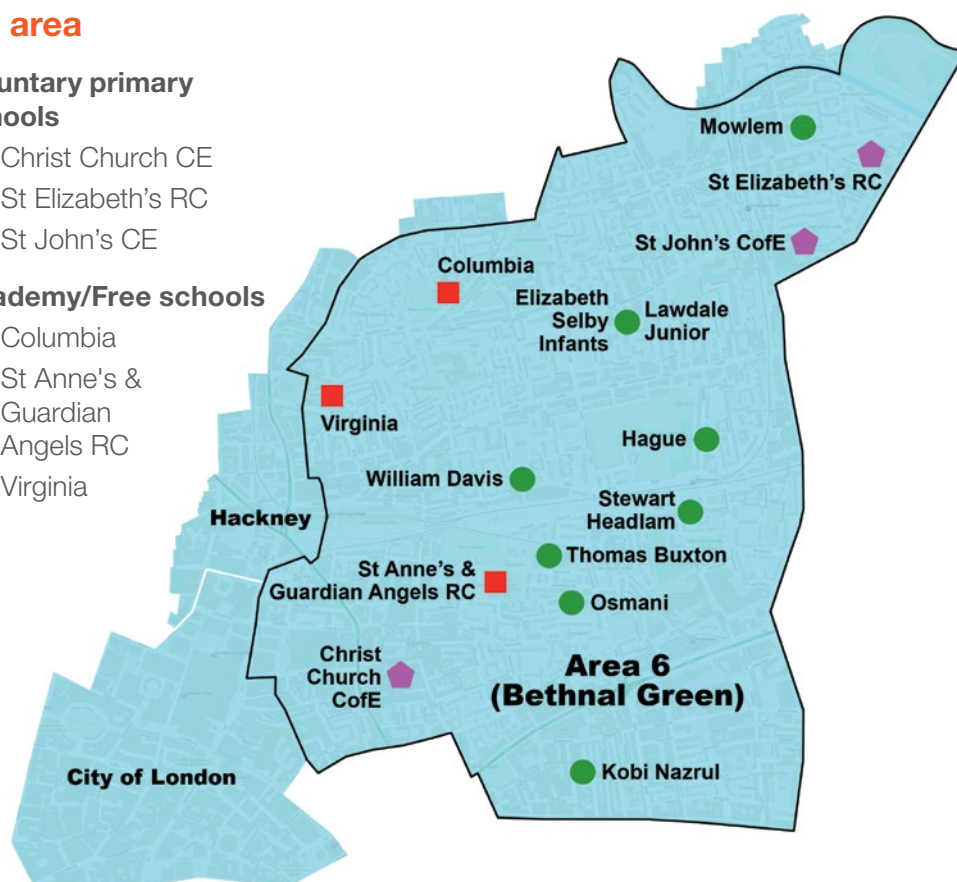 area
untary primary
ools
Christ Church CE
St Elizabeth's RC
St John's CE
ademy/Free schools
Columbia
St Anne's &
Guardian
Angels RC
Virginia
Mowlem
St Elizabeth's RC
St John's CofE
Columbia
Elizabeth
Selby
Infants
Lawdale
Junior
Virginia
Hague
William Davis
Stewart
Headlam
Hackney
Thomas Buxton
St Anne's &
Guardian Angels RC
Osmani
Christ
Church
CofE
Area 6
(Bethnal Green)
City of London
Kobi Nazrul